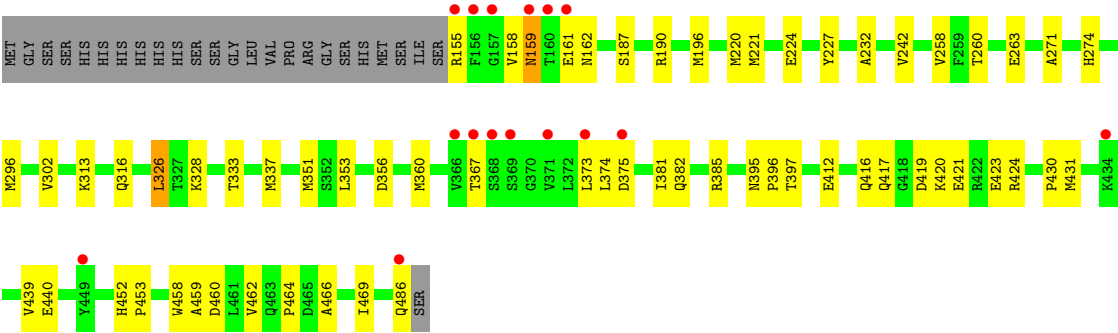 MET GLY SER SER HIS HIS HIS HIS HIS HIS SER SER GLY LEU VAL PRO ARG GLY SER HIS MET SER ILE SER R155 F156 G157 V158 N159 T160 E161 N162 S187 R190 M196 M220 M221 E224 Y227 A232 V242 V258 F259 T260 E263 A271 H274
M296 V302 K313 Q316 L326 T327 K328 T333 M337 M351 S352 L353 D356 M360 V366 T367 S368 S369 G370 V371 L372 L373 L374 D375 I381 Q382 R385 N395 P396 T397 E412 Q416 Q417 G418 D419 K420 E421 R422 E423 R424 P430 M431 K434
V439 E440 Y449 H452 P453 W458 A459 D460 L461 V462 Q463 P464 D465 A466 I469 Q486 SER